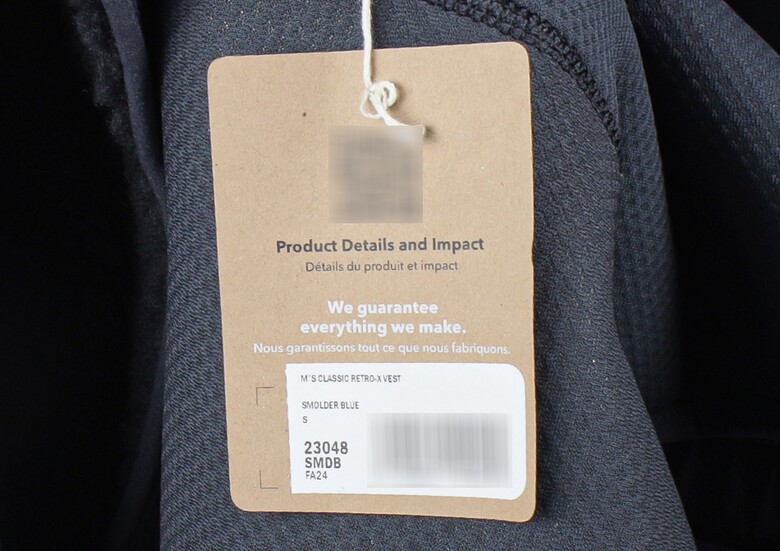 Product Details and Impact
Détails du produit et impact
We guarantee
everything we make.
Nous garantissons tout ce que nous fabriquons.
M'S CLASSIC RETRO-X VEST
SMOLDER BLUE
S
23048
SMDB
FA24